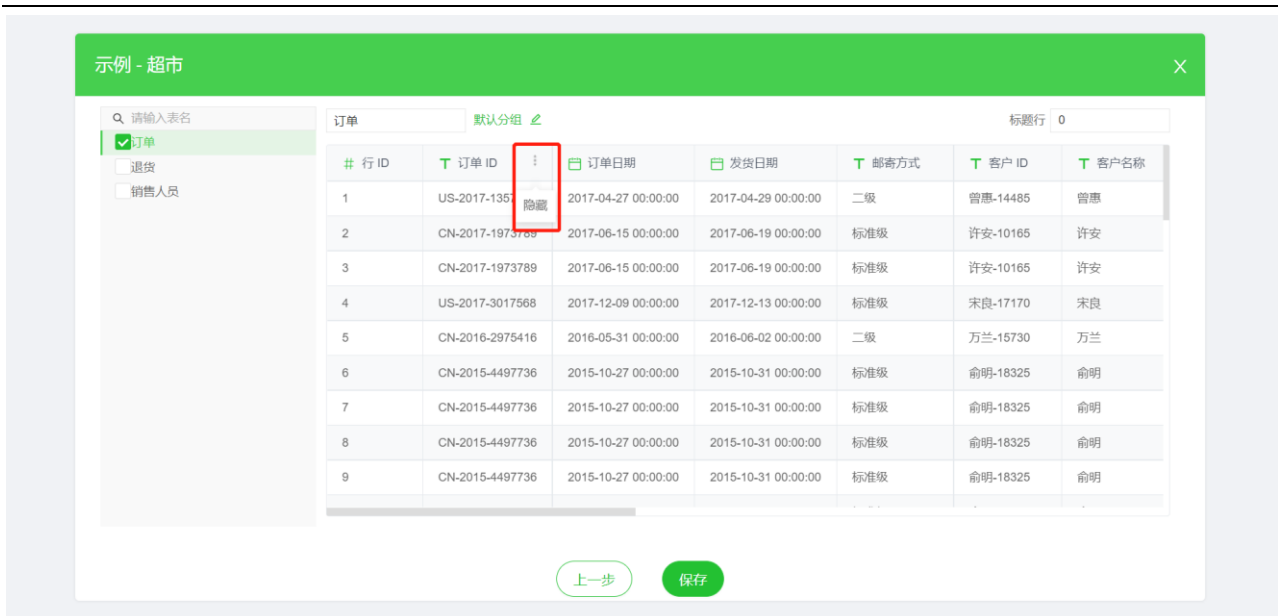 示例 - 超市 X
请输入表名
订单
退货
销售人员
订单 默认分组 标题行 0
# 行 ID T 订单 ID 订单日期 发货日期 T 邮寄方式 T 客户 ID T 客户名称
1 US-2017-1357 2017-04-27 00:00:00 2017-04-29 00:00:00 二级 曾惠-14485 曾惠
隐藏
2 CN-2017-1973789 2017-06-15 00:00:00 2017-06-19 00:00:00 标准级 许安-10165 许安
3 CN-2017-1973789 2017-06-15 00:00:00 2017-06-19 00:00:00 标准级 许安-10165 许安
4 US-2017-3017568 2017-12-09 00:00:00 2017-12-13 00:00:00 标准级 宋良-17170 宋良
5 CN-2016-2975416 2016-05-31 00:00:00 2016-06-02 00:00:00 二级 万兰-15730 万兰
6 CN-2015-4497736 2015-10-27 00:00:00 2015-10-31 00:00:00 标准级 俞明-18325 俞明
7 CN-2015-4497736 2015-10-27 00:00:00 2015-10-31 00:00:00 标准级 俞明-18325 俞明
8 CN-2015-4497736 2015-10-27 00:00:00 2015-10-31 00:00:00 标准级 俞明-18325 俞明
9 CN-2015-4497736 2015-10-27 00:00:00 2015-10-31 00:00:00 标准级 俞明-18325 俞明
上一步 保存